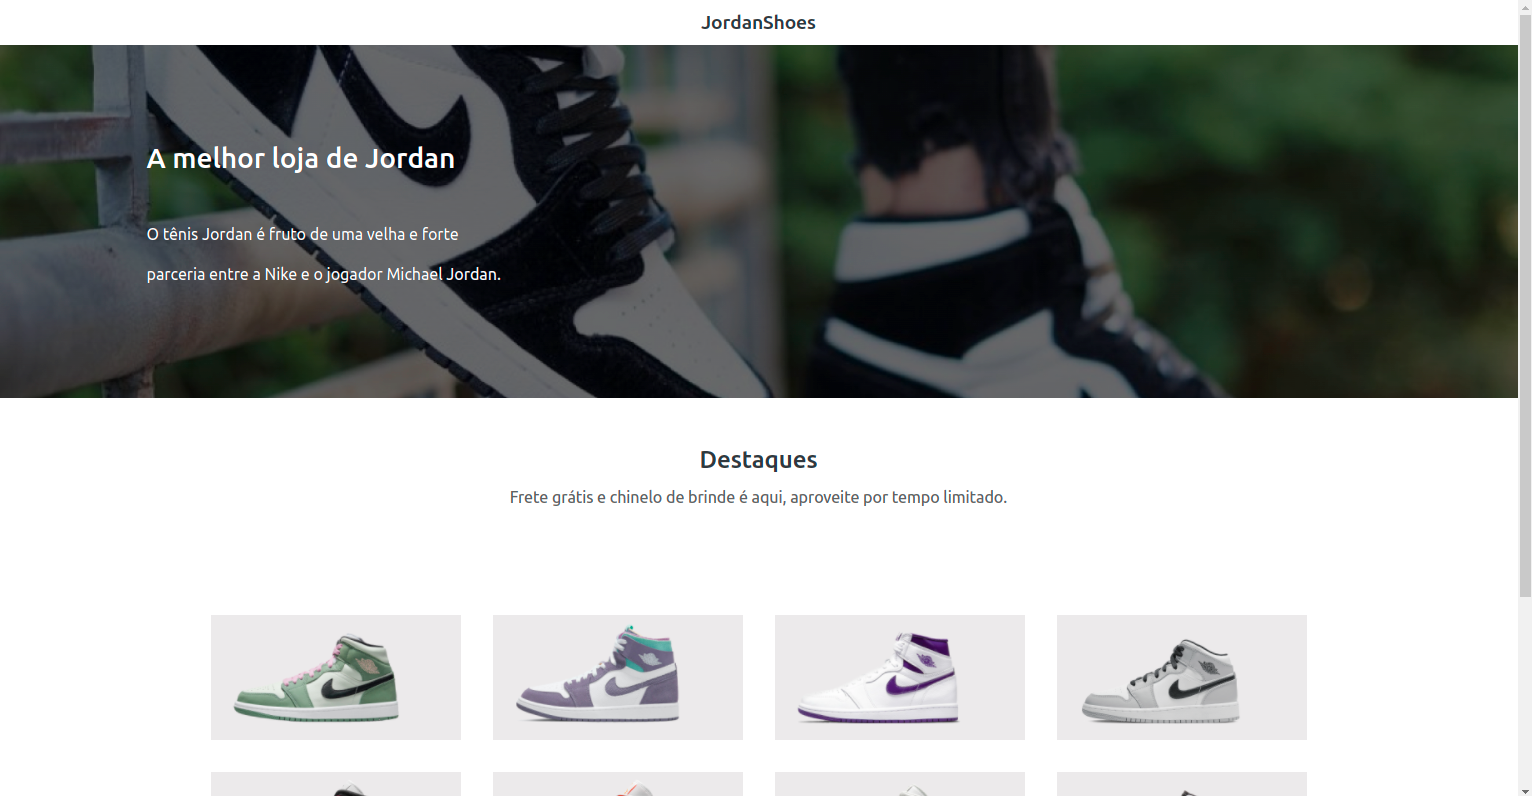 JordanShoes
A melhor loja de Jordan
O tênis Jordan é fruto de uma velha e forte
parceria entre a Nike e o jogador Michael Jordan.
Destaques
Frete grátis e chinelo de brinde é aqui, aproveite por tempo limitado.